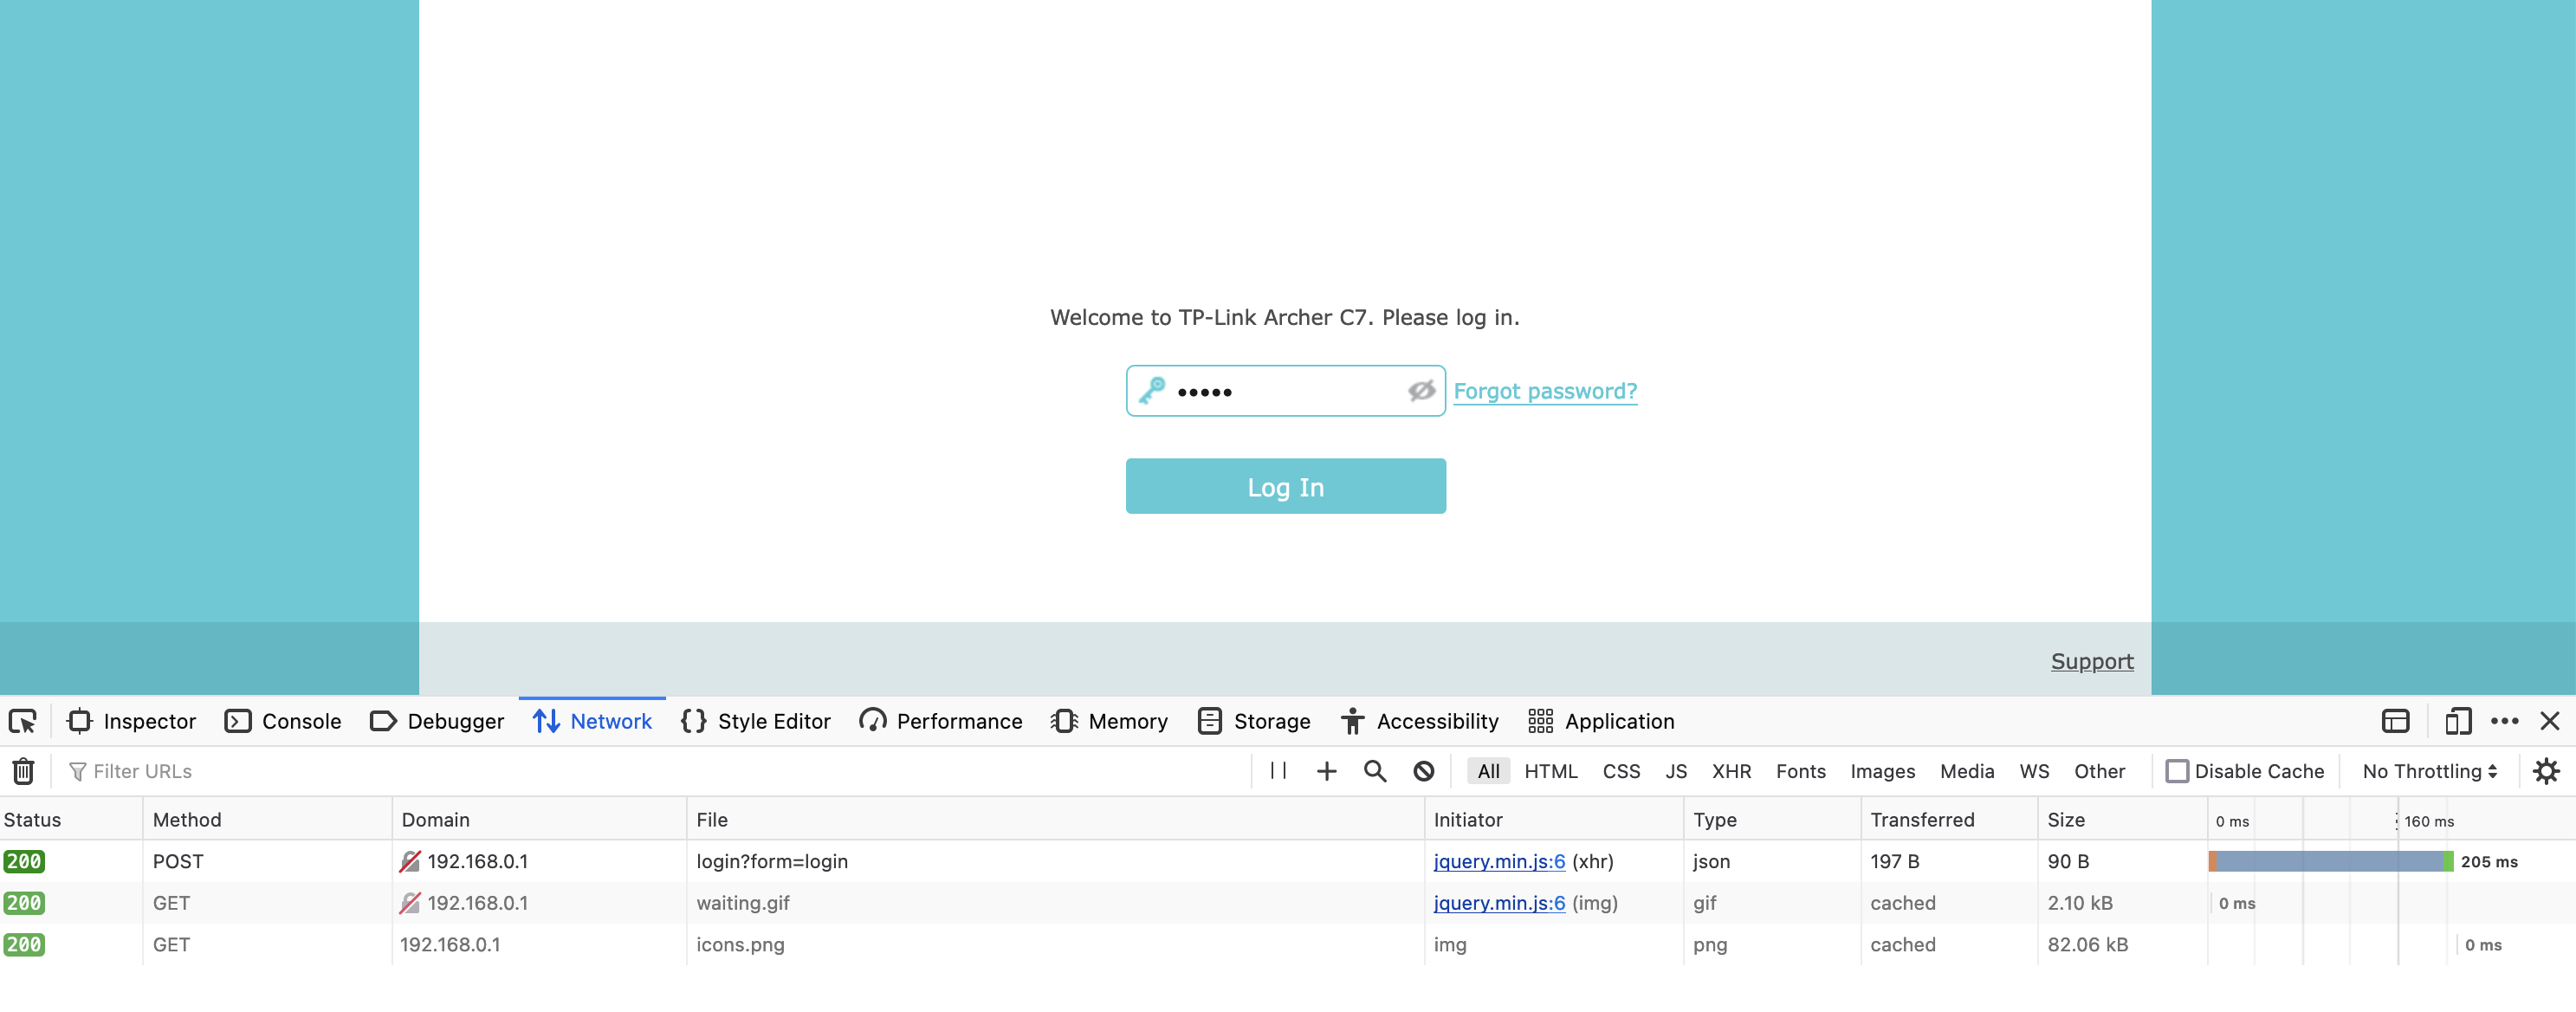 Welcome to TP-Link Archer C7. Please log in.
•••••
Forgot password?
Log In
Support
Inspector Console Debugger Network Style Editor Performance Memory Storage Accessibility Application
Filter URLs All HTML CSS JS XHR Fonts Images Media WS Other Disable Cache No Throttling
Status Method Domain File Initiator Type Transferred Size 0 ms 160 ms
200 POST 192.168.0.1 login?form=login jquery.min.js:6 (xhr) json 197 B 90 B 205 ms
200 GET 192.168.0.1 waiting.gif jquery.min.js:6 (img) gif cached 2.10 kB 0 ms
200 GET 192.168.0.1 icons.png img png cached 82.06 kB 0 ms